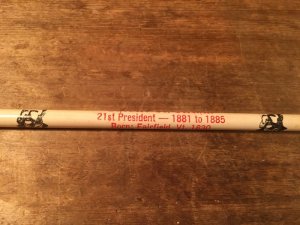 21st President — 1881 to 1885
Born: Fairfield, Vt. 1830